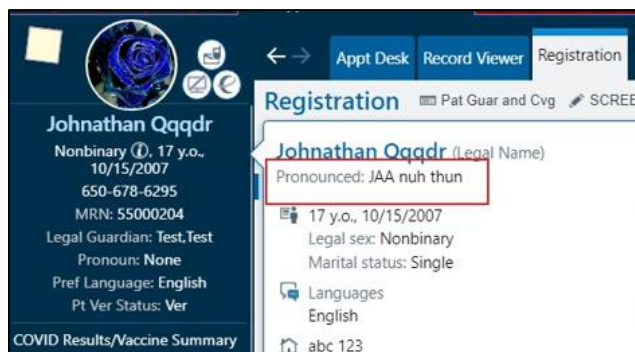 Johnathan Qqqdr
Nonbinary ⓘ, 17 y.o.,
10/15/2007
650-678-6295
MRN: 55000204
Legal Guardian: Test,Test
Pronoun: None
Pref Language: English
Pt Ver Status: Ver
COVID Results/Vaccine Summary
Appt Desk Record Viewer Registration
Registration Pat Guar and Cvg SCREE
Johnathan Qqqdr (Legal Name)
Pronounced: JAA nuh thun
17 y.o., 10/15/2007
Legal sex: Nonbinary
Marital status: Single
Languages
English
abc 123